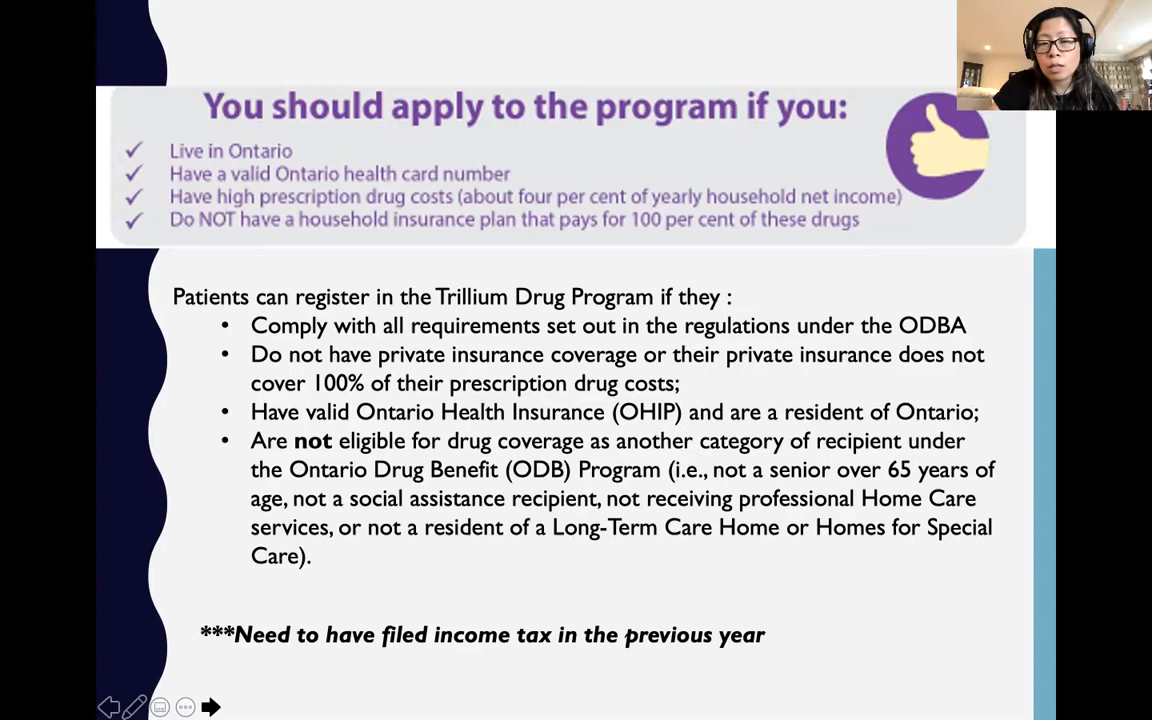 You should apply to the program if you:
✓ Live in Ontario
✓ Have a valid Ontario health card number
✓ Have high prescription drug costs (about four per cent of yearly household net income)
✓ Do NOT have a household insurance plan that pays for 100 per cent of these drugs
Patients can register in the Trillium Drug Program if they :
• Comply with all requirements set out in the regulations under the ODBA
• Do not have private insurance coverage or their private insurance does not
cover 100% of their prescription drug costs;
• Have valid Ontario Health Insurance (OHIP) and are a resident of Ontario;
• Are not eligible for drug coverage as another category of recipient under
the Ontario Drug Benefit (ODB) Program (i.e., not a senior over 65 years of
age, not a social assistance recipient, not receiving professional Home Care
services, or not a resident of a Long-Term Care Home or Homes for Special
Care).
***Need to have filed income tax in the previous year